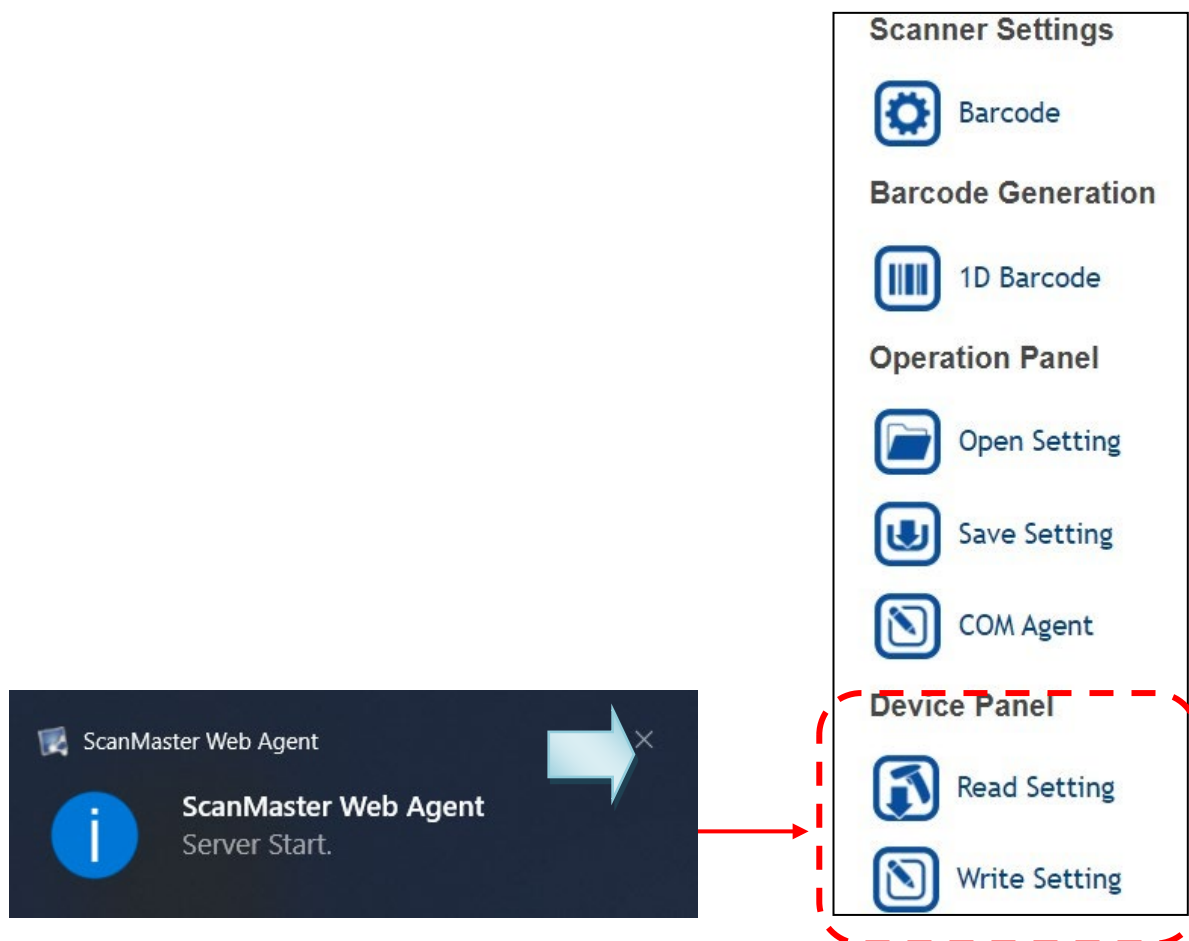 Scanner Settings
Barcode
Barcode Generation
1D Barcode
Operation Panel
Open Setting
Save Setting
COM Agent
Device Panel
Read Setting
Write Setting
ScanMaster Web Agent
ScanMaster Web Agent
Server Start.